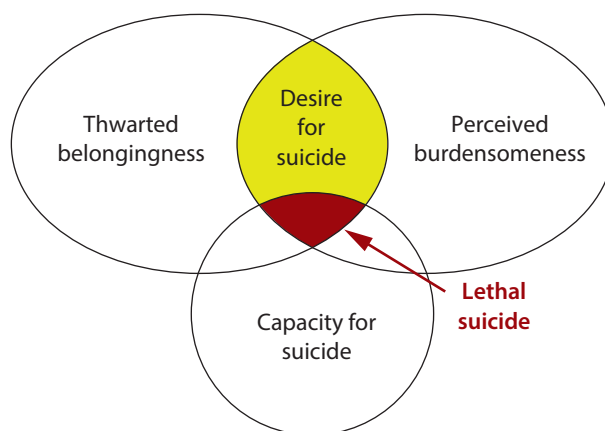 Thwarted
belongingness
Desire
for
suicide
Perceived
burdensomeness
Capacity for
suicide
Lethal
suicide